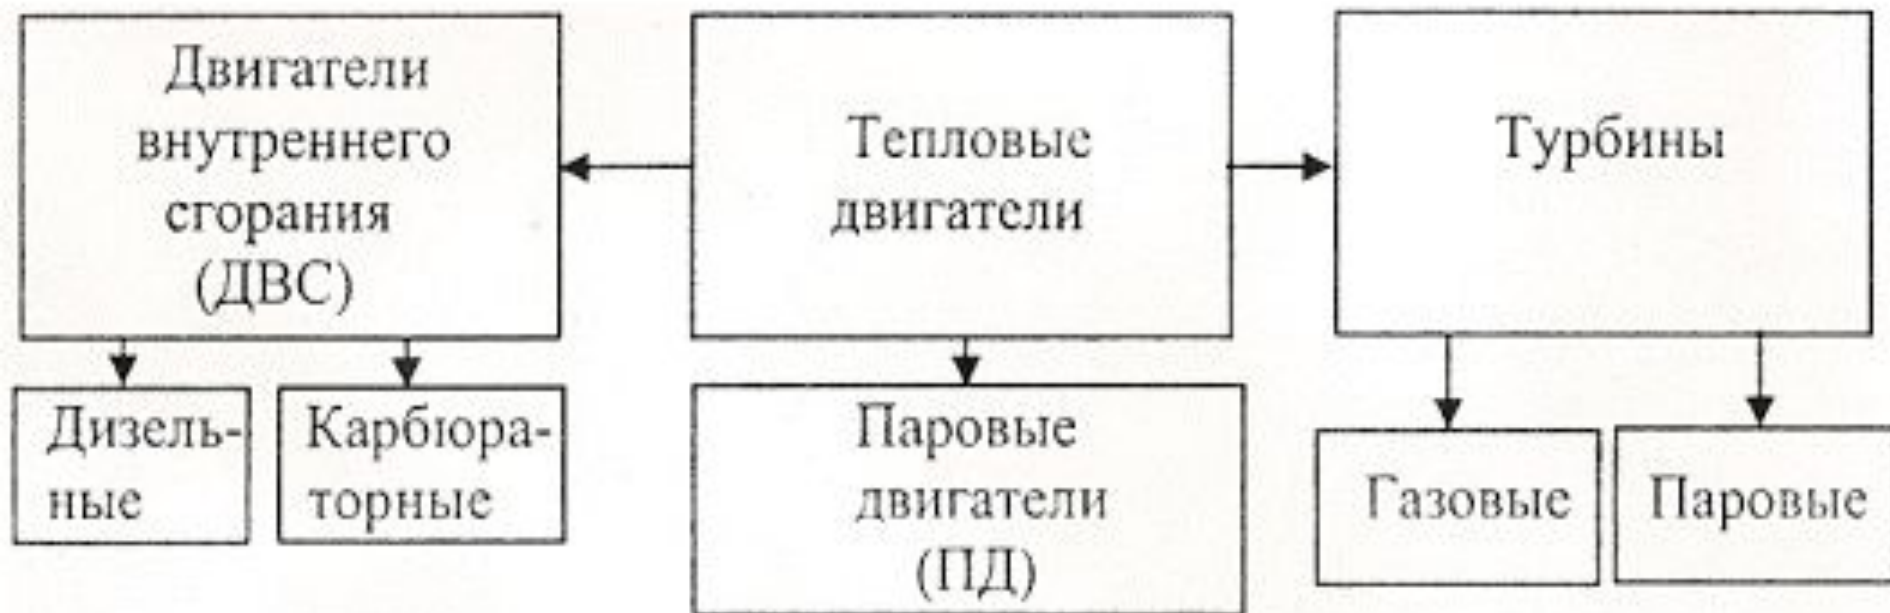 Двигатели
внутреннего
сгорания
(ДВС)
Тепловые
двигатели
Турбины
Дизель-
ные
Карбюра-
торные
Паровые
двигатели
(ПД)
Газовые
Паровые